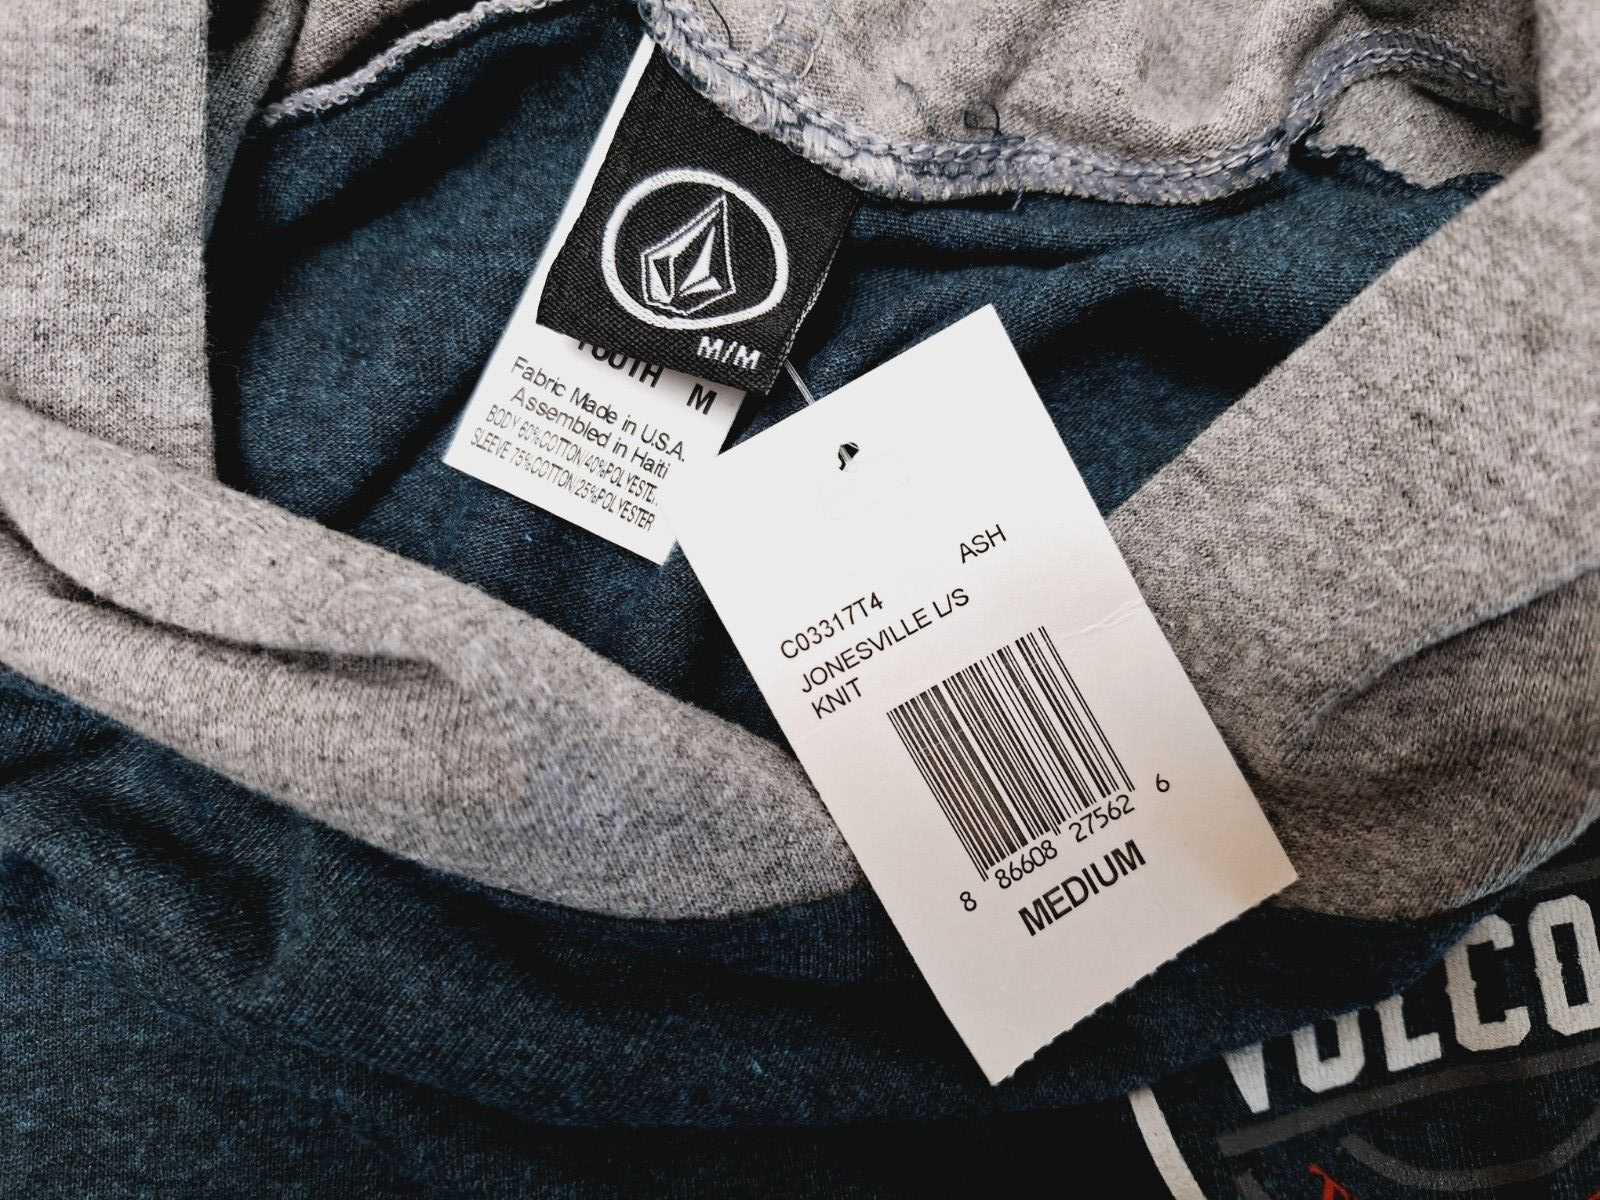 M/M
YOUTH M
Fabric Made in U.S.A.
Assembled in Haiti
BODY 60%COTTON/40%POLYESTE
SLEEVE 75%COTTON/25%POLYESTER
ASH
C03317T4
JONESVILLE L/S
KNIT
8 86608 27562 6
MEDIUM
VOLCO